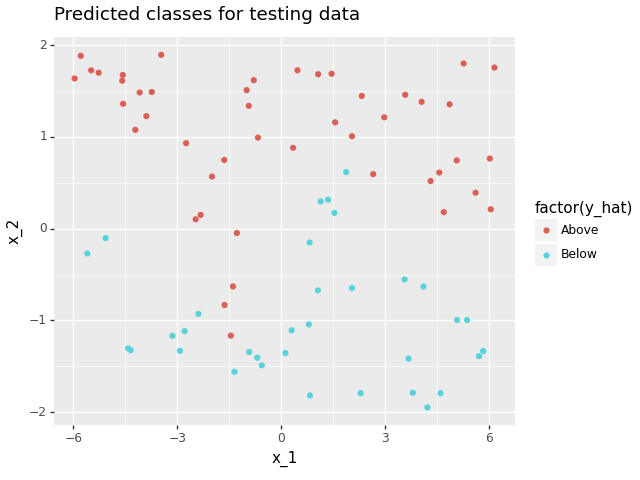 Predicted classes for testing data
2
1
0
−1
−2
x_2
−6
−3
0
3
6
x_1
factor(y_hat)
Above
Below